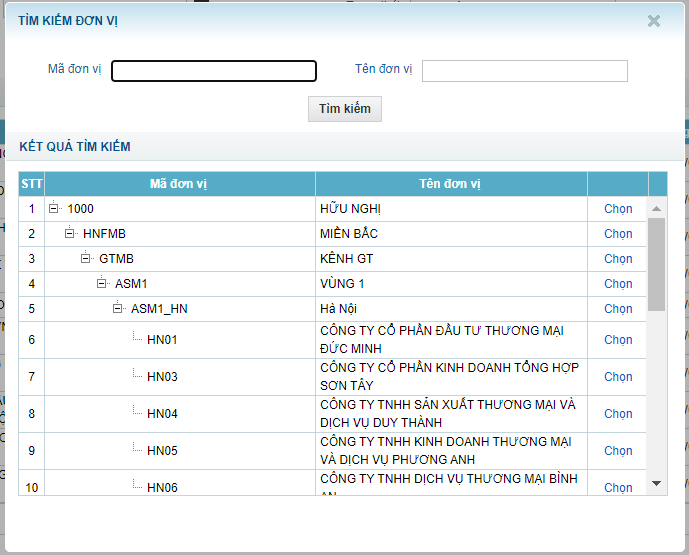 TÌM KIẾM ĐƠN VỊ
Mã đơn vị Tên đơn vị
Tìm kiếm
KẾT QUẢ TÌM KIẾM
STT Mã đơn vị Tên đơn vị
1 1000 HỮU NGHỊ Chọn
2 HNFMB MIỀN BẮC Chọn
3 GTMB KÊNH GT Chọn
4 ASM1 VÙNG 1 Chọn
5 ASM1_HN Hà Nội Chọn
6 HN01 CÔNG TY CỔ PHẦN ĐẦU TƯ THƯƠNG MẠI
ĐỨC MINH Chọn
7 HN03 CÔNG TY CỔ PHẦN KINH DOANH TỔNG HỢP
SƠN TÂY Chọn
8 HN04 CÔNG TY TNHH SẢN XUẤT THƯƠNG MẠI VÀ
DỊCH VỤ DUY THÀNH Chọn
9 HN05 CÔNG TY TNHH KINH DOANH THƯƠNG MẠI
VÀ DỊCH VỤ PHƯƠNG ANH Chọn
10 HN06 CÔNG TY TNHH DỊCH VỤ THƯƠNG MẠI BÌNH Chọn